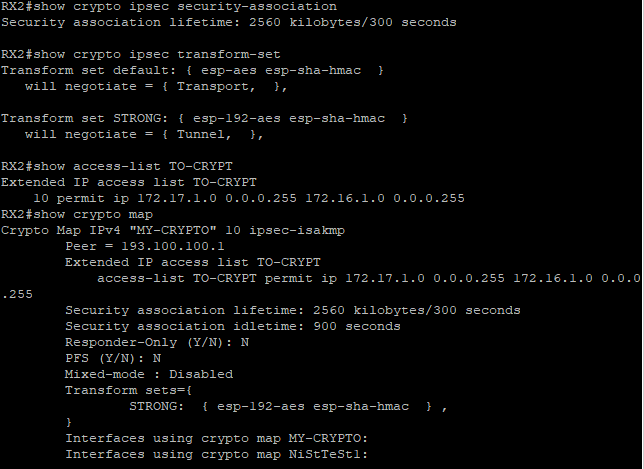 RX2#show crypto ipsec security-association
Security association lifetime: 2560 kilobytes/300 seconds

RX2#show crypto ipsec transform-set
Transform set default: { esp-aes esp-sha-hmac  }
   will negotiate = { Transport,  },

Transform set STRONG: { esp-192-aes esp-sha-hmac  }
   will negotiate = { Tunnel,  },

RX2#show access-list TO-CRYPT
Extended IP access list TO-CRYPT
    10 permit ip 172.17.1.0 0.0.0.255 172.16.1.0 0.0.0.255
RX2#show crypto map
Crypto Map IPv4 "MY-CRYPTO" 10 ipsec-isakmp
        Peer = 193.100.100.1
        Extended IP access list TO-CRYPT
            access-list TO-CRYPT permit ip 172.17.1.0 0.0.0.255 172.16.1.0 0.0.0
.255
        Security association lifetime: 2560 kilobytes/300 seconds
        Security association idletime: 900 seconds
        Responder-Only (Y/N): N
        PFS (Y/N): N
        Mixed-mode : Disabled
        Transform sets={
                STRONG:  { esp-192-aes esp-sha-hmac  } ,
        }
        Interfaces using crypto map MY-CRYPTO:
        Interfaces using crypto map NiStTeSt1: